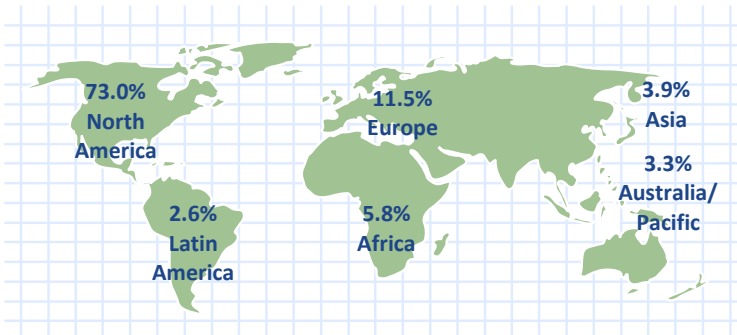 73.0%
North
America
11.5%
Europe
3.9%
Asia
3.3%
Australia/
Pacific
2.6%
Latin
America
5.8%
Africa